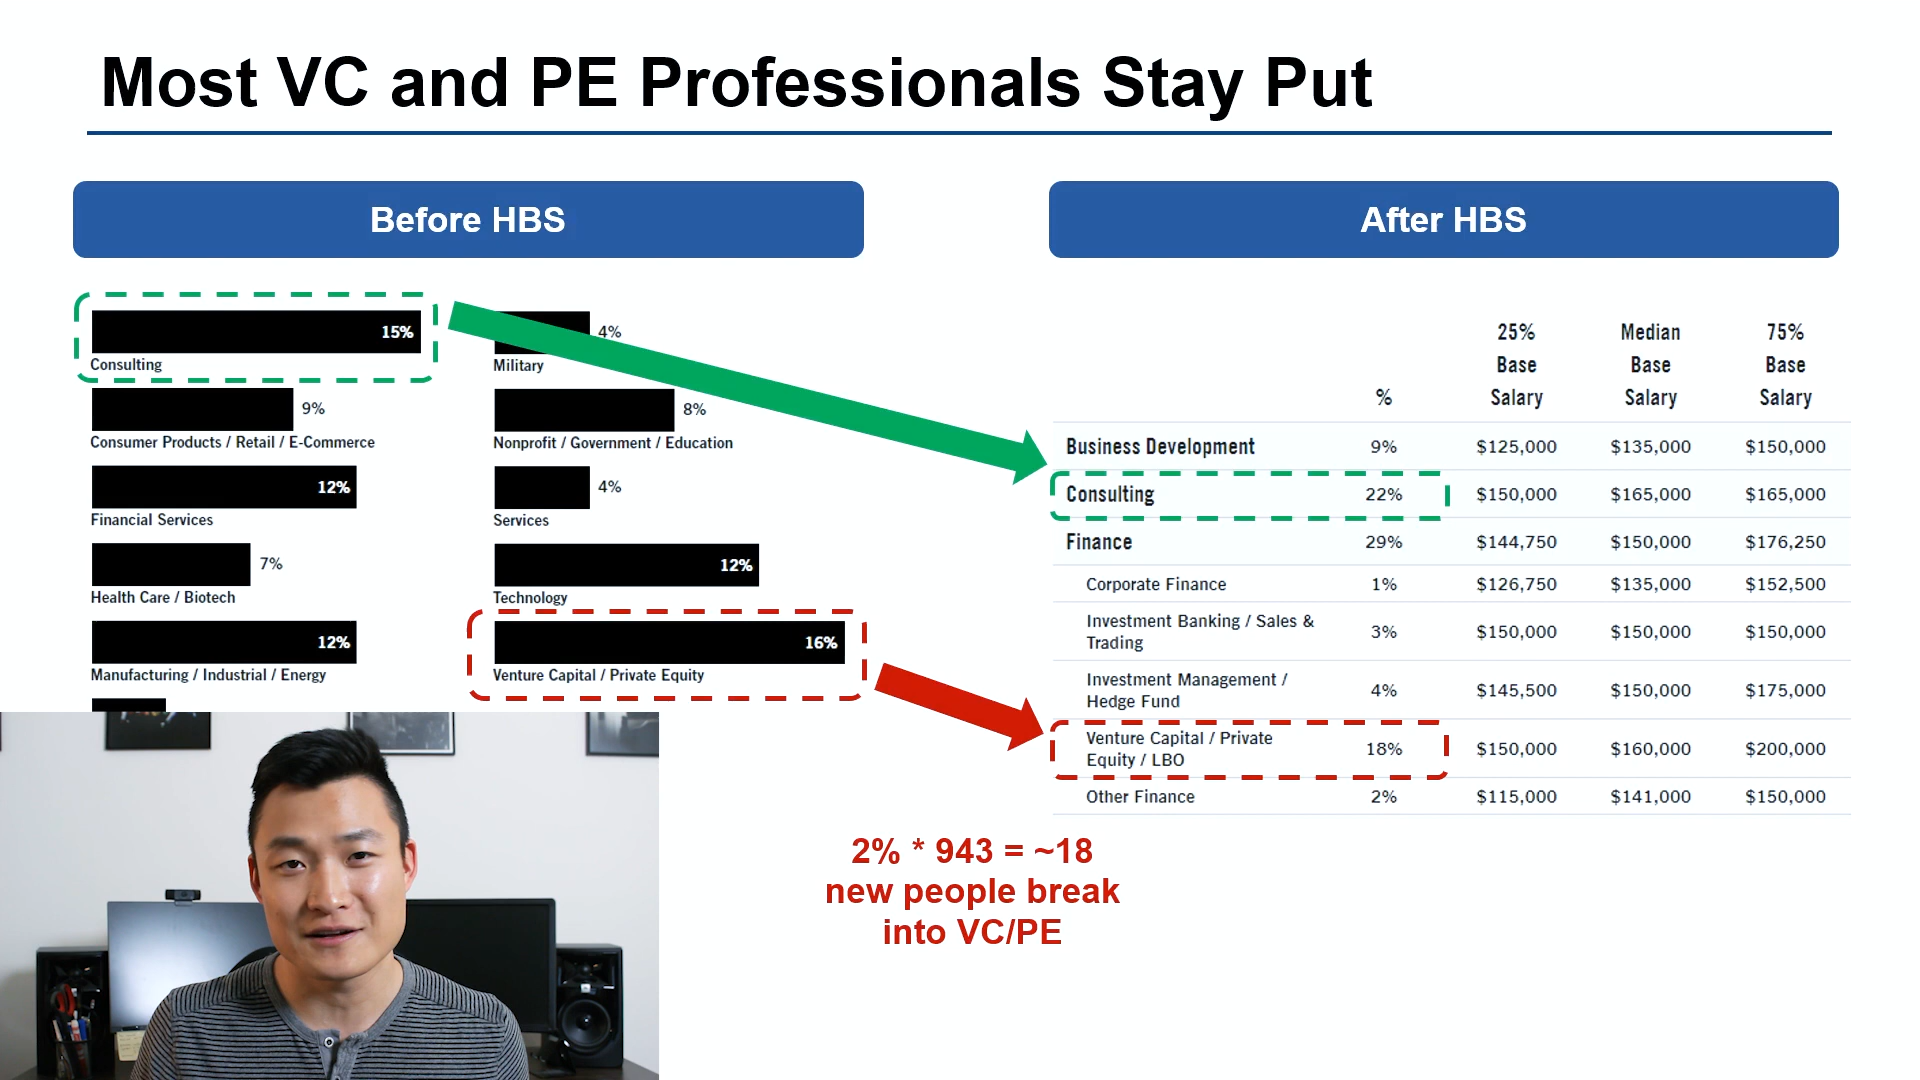 Most VC and PE Professionals Stay Put
Before HBS
15%
Consulting
9%
Consumer Products / Retail / E-Commerce
12%
Financial Services
7%
Health Care / Biotech
12%
Manufacturing / Industrial / Energy
4%
Military
8%
Nonprofit / Government / Education
4%
Services
12%
Technology
16%
Venture Capital / Private Equity
After HBS
25% Median 75%
Base Base Base
% Salary Salary Salary
Business Development 9% $125,000 $135,000 $150,000
Consulting 22% $150,000 $165,000 $165,000
Finance 29% $144,750 $150,000 $176,250
Corporate Finance 1% $126,750 $135,000 $152,500
Investment Banking / Sales &
Trading 3% $150,000 $150,000 $150,000
Investment Management /
Hedge Fund 4% $145,500 $150,000 $175,000
Venture Capital / Private
Equity / LBO 18% $150,000 $160,000 $200,000
Other Finance 2% $115,000 $141,000 $150,000
2% * 943 = ~18
new people break
into VC/PE